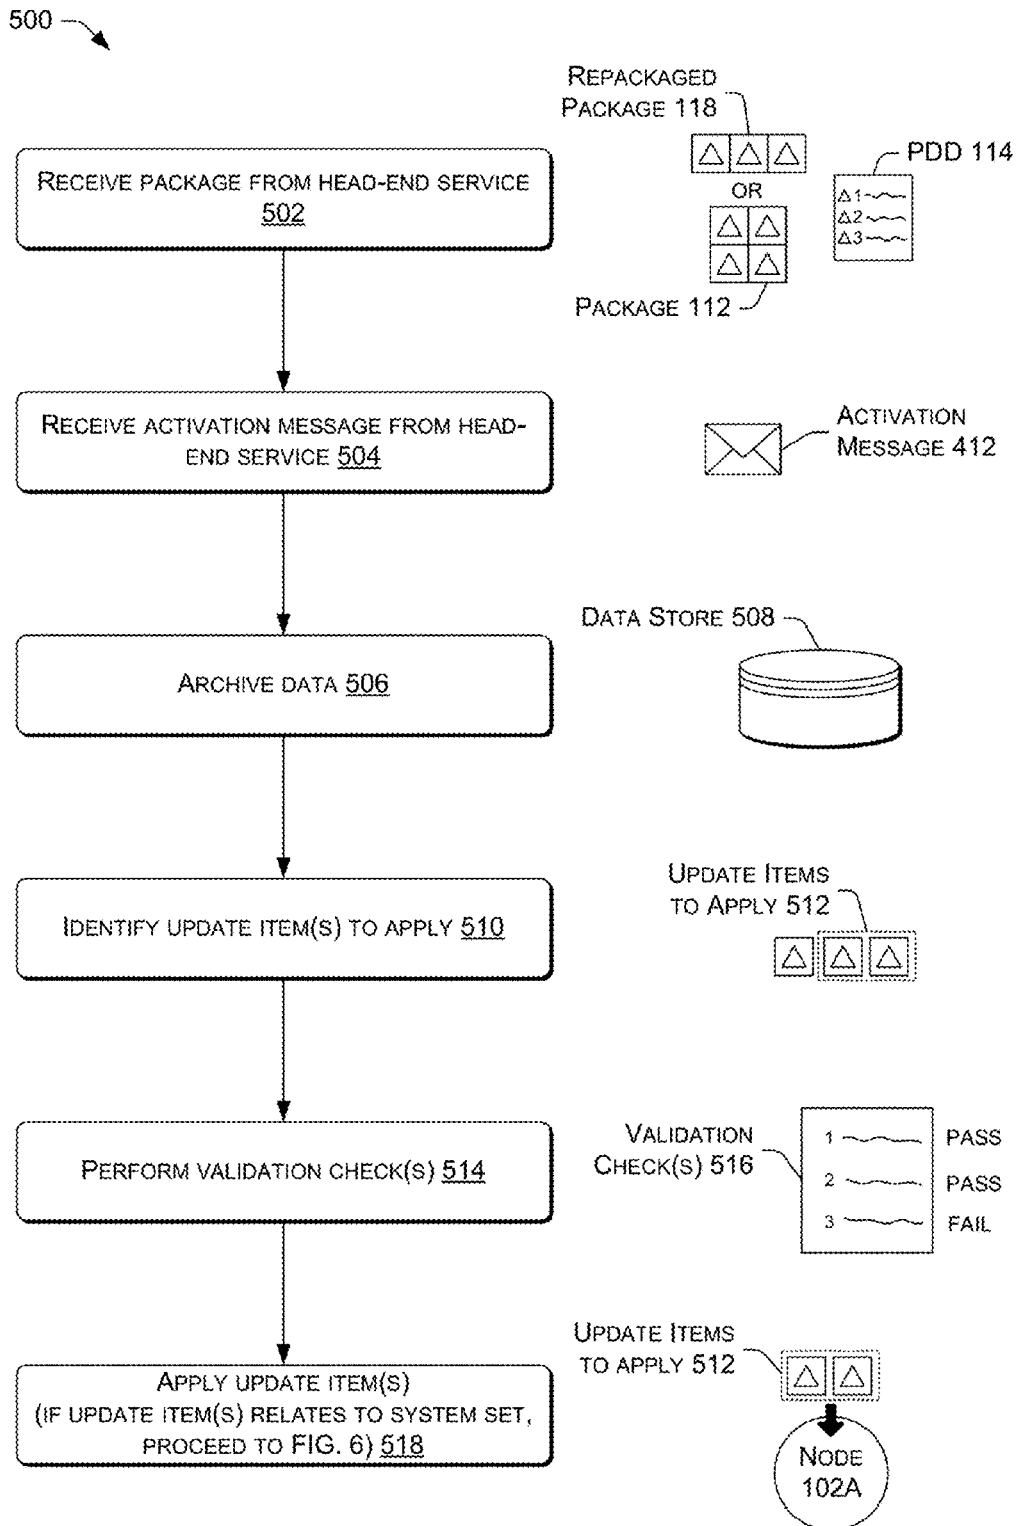 500
REPACKAGED
PACKAGE 118
PDD 114
RECEIVE PACKAGE FROM HEAD-END SERVICE
502
OR
Δ1
Δ2
Δ3
PACKAGE 112
RECEIVE ACTIVATION MESSAGE FROM HEAD-
END SERVICE 504
ACTIVATION
MESSAGE 412
DATA STORE 508
ARCHIVE DATA 506
UPDATE ITEMS
TO APPLY 512
IDENTIFY UPDATE ITEM(S) TO APPLY 510
PERFORM VALIDATION CHECK(S) 514
VALIDATION
CHECK(S) 516
1 PASS
2 PASS
3 FAIL
UPDATE ITEMS
TO APPLY 512
APPLY UPDATE ITEM(S)
(IF UPDATE ITEM(S) RELATES TO SYSTEM SET,
PROCEED TO FIG. 6) 518
NODE
102A